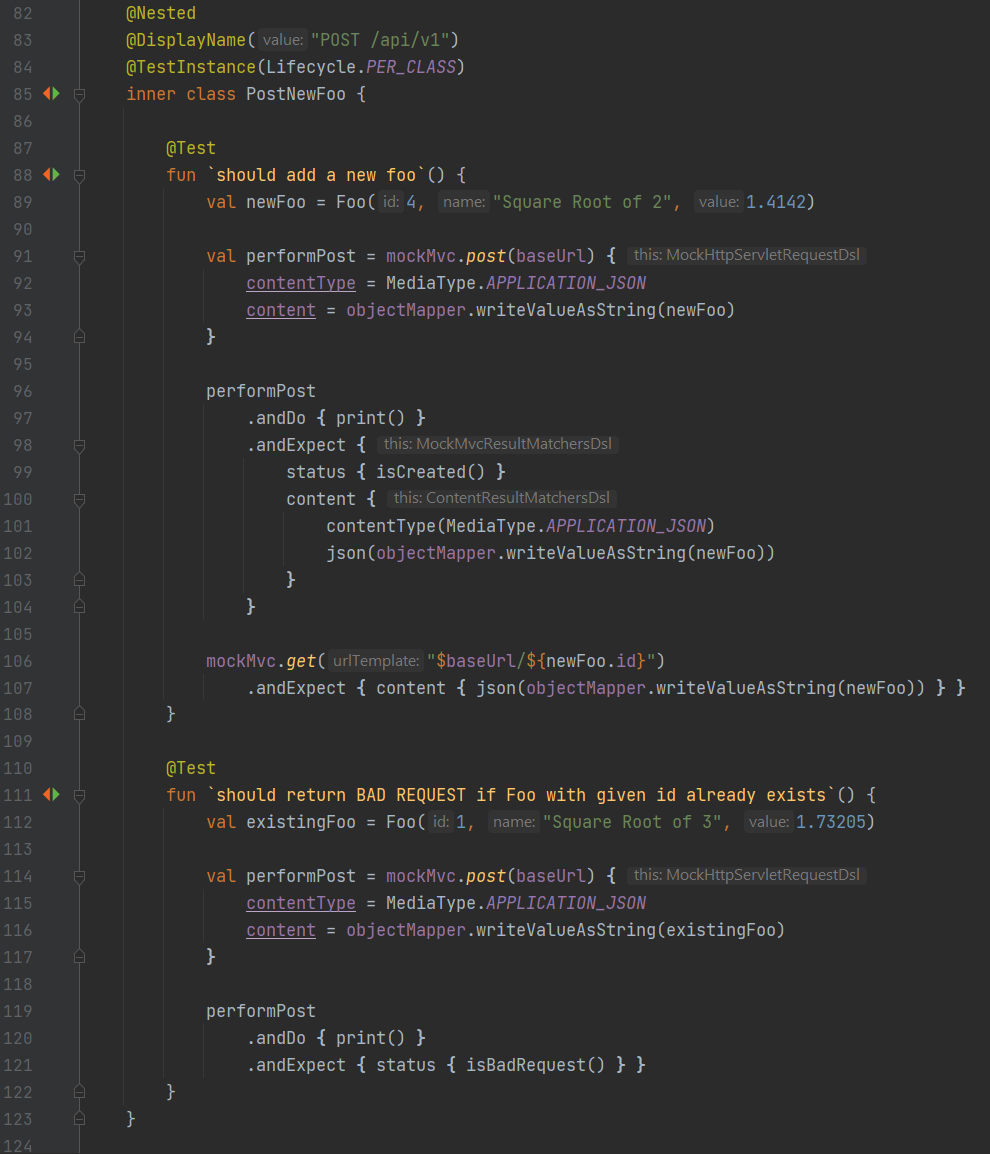 82 @Nested
83 @DisplayName( value: "POST /api/v1")
84 @TestInstance(Lifecycle.PER_CLASS)
85 inner class PostNewFoo {
86
87 @Test
88 fun `should add a new foo`() {
89 val newFoo = Foo( id: 4, name: "Square Root of 2", value: 1.4142)
90
91 val performPost = mockMvc.post(baseUrl) { this: MockHttpServletRequestDsl
92 contentType = MediaType.APPLICATION_JSON
93 content = objectMapper.writeValueAsString(newFoo)
94 }
95
96 performPost
97 .andDo { print() }
98 .andExpect { this: MockMvcResultMatchersDsl
99 status { isCreated() }
100 content { this: ContentResultMatchersDsl
101 contentType(MediaType.APPLICATION_JSON)
102 json(objectMapper.writeValueAsString(newFoo))
103 }
104 }
105
106 mockMvc.get( urlTemplate: "$baseUrl/${newFoo.id}")
107 .andExpect { content { json(objectMapper.writeValueAsString(newFoo)) } }
108 }
109
110 @Test
111 fun `should return BAD REQUEST if Foo with given id already exists`() {
112 val existingFoo = Foo( id: 1, name: "Square Root of 3", value: 1.73205)
113
114 val performPost = mockMvc.post(baseUrl) { this: MockHttpServletRequestDsl
115 contentType = MediaType.APPLICATION_JSON
116 content = objectMapper.writeValueAsString(existingFoo)
117 }
118
119 performPost
120 .andDo { print() }
121 .andExpect { status { isBadRequest() } }
122 }
123 }
124